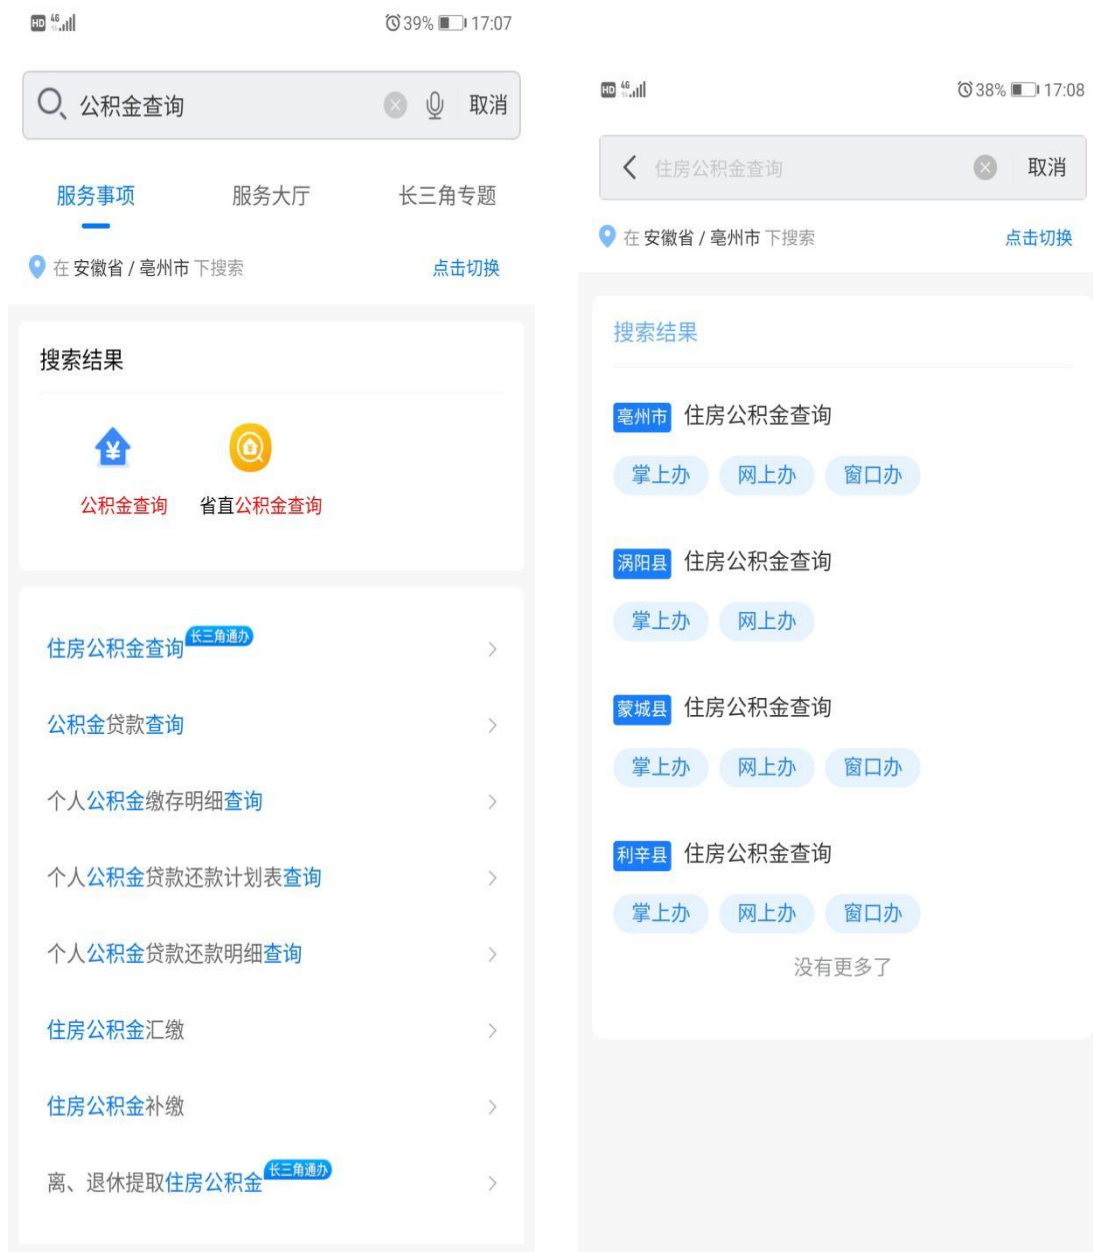 HD 4G 39% 17:07
公积金查询 取消
服务事项 服务大厅 长三角专题
在 安徽省 / 亳州市 下搜索 点击切换
搜索结果
公积金查询 省直公积金查询
住房公积金查询 长三角通办
公积金贷款查询
个人公积金缴存明细查询
个人公积金贷款还款计划表查询
个人公积金贷款还款明细查询
住房公积金汇缴
住房公积金补缴
离、退休提取住房公积金 长三角通办
HD 4G 38% 17:08
住房公积金查询 取消
在 安徽省 / 亳州市 下搜索 点击切换
搜索结果
亳州市 住房公积金查询
掌上办 网上办 窗口办
涡阳县 住房公积金查询
掌上办 网上办
蒙城县 住房公积金查询
掌上办 网上办 窗口办
利辛县 住房公积金查询
掌上办 网上办 窗口办
没有更多了